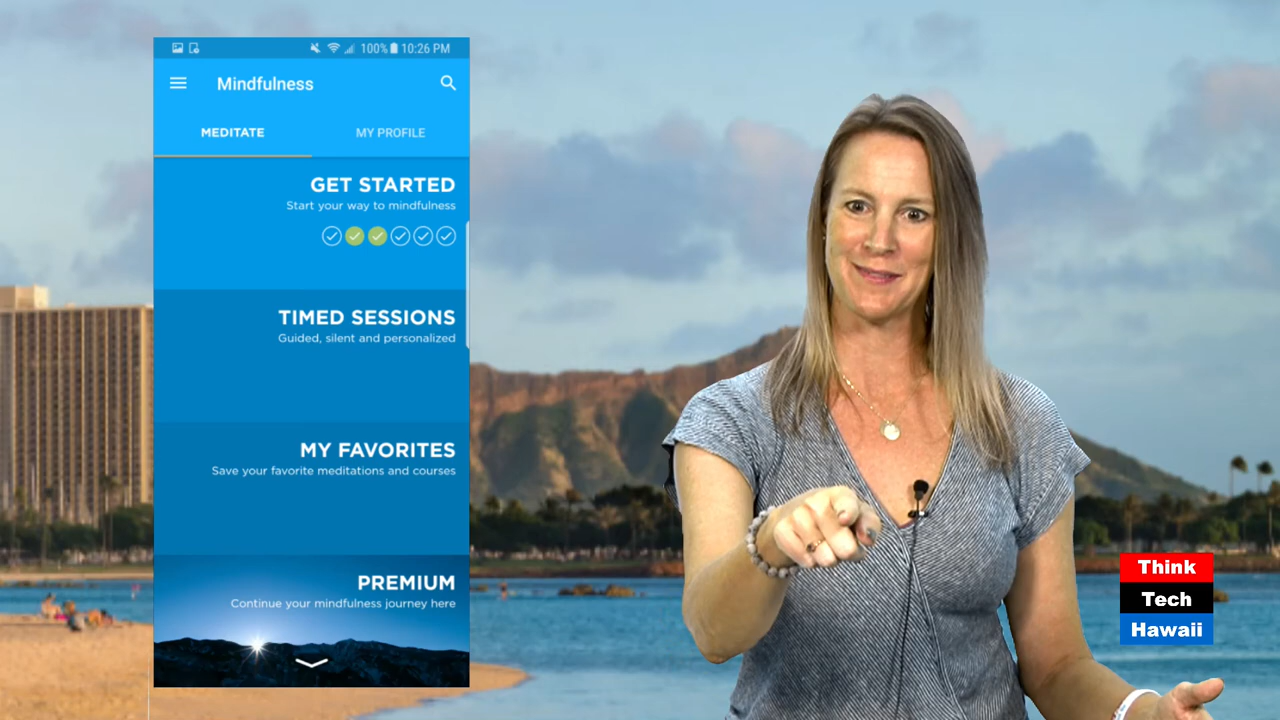 100% 10:26 PM
Mindfulness
MEDITATE MY PROFILE
GET STARTED
Start your way to mindfulness
TIMED SESSIONS
Guided, silent and personalized
MY FAVORITES
Save your favorite meditations and courses
PREMIUM
Continue your mindfulness journey here
Think
Tech
Hawaii